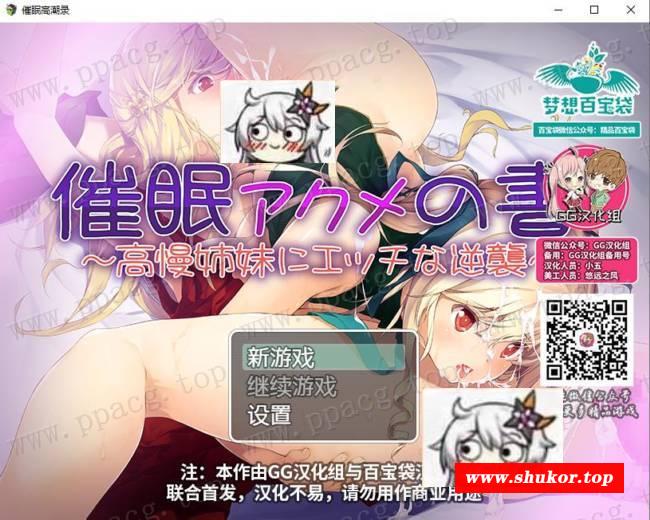 催眠高潮录
www.ppacg.top
梦想百宝袋
百宝袋微信公众号：精品百宝袋
催眠アクメの書
～高慢姉妹にエッチな逆襲
GG汉化组
微信公众号：GG汉化组
备用：GG汉化组备用号
汉化人员：小五
美工人员：悠远之风
新游戏
继续游戏
设置
注：本作由GG汉化组与百宝袋汉
联合首发，汉化不易，请勿用作商业用途
www.shukor.top